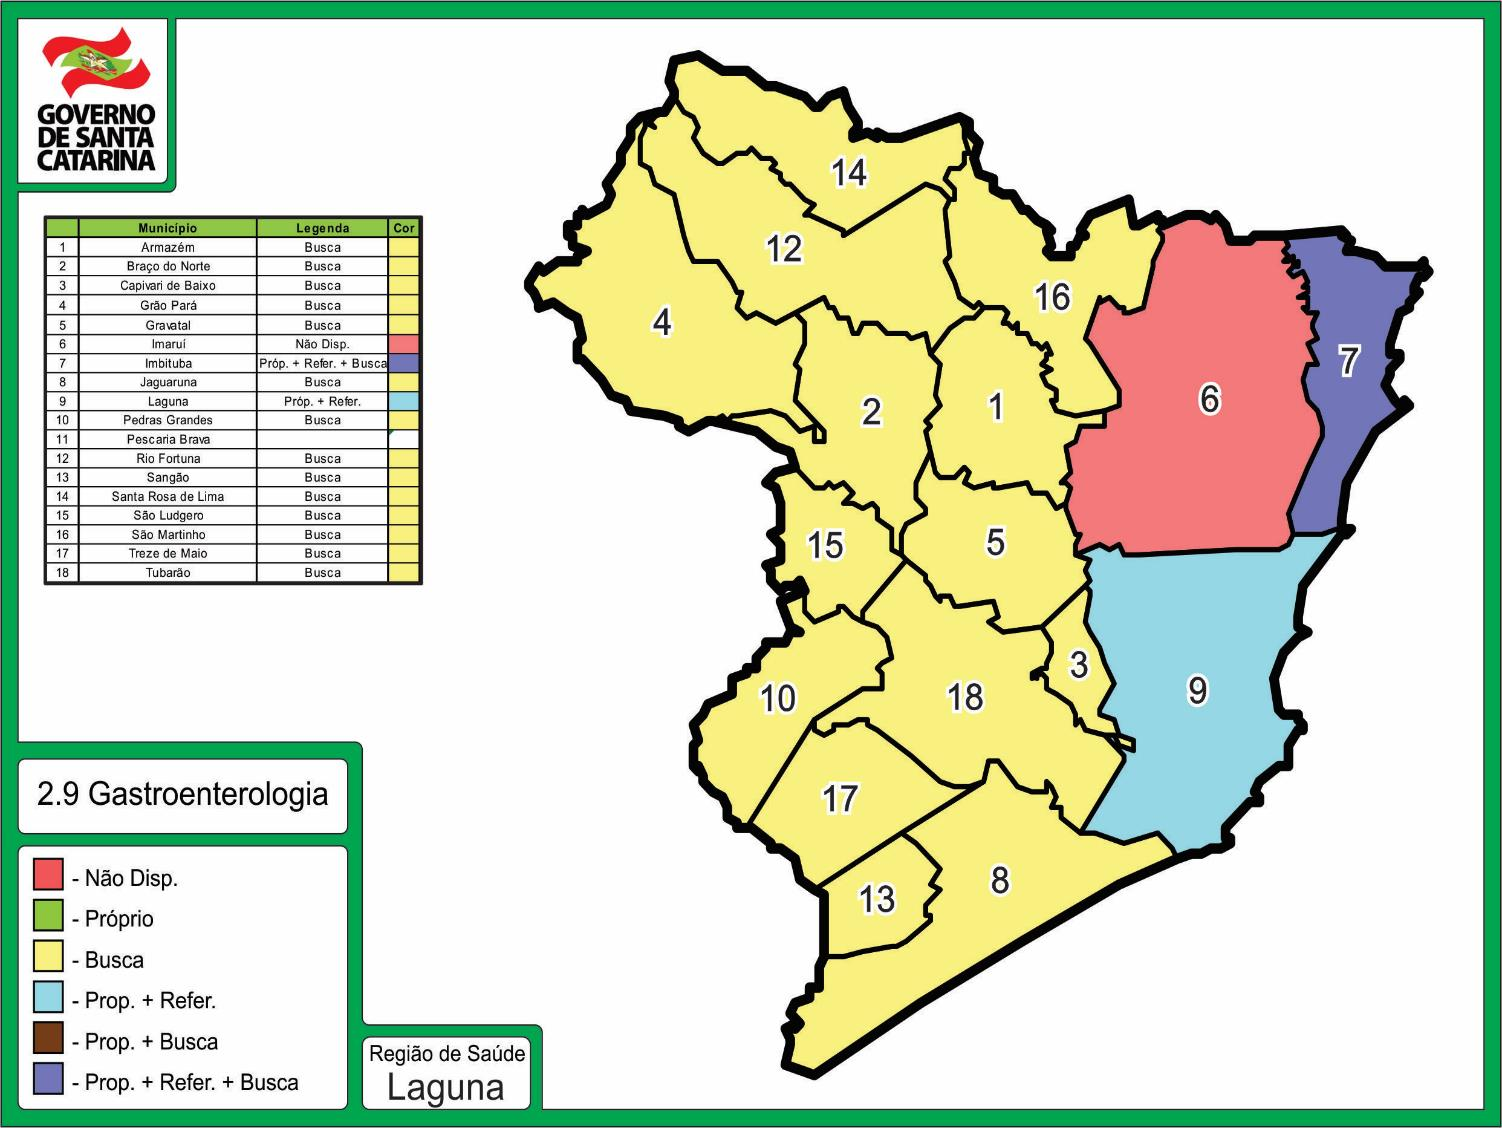 GOVERNO
DE SANTA
CATARINA
Município Legenda Cor
1 Armazém Busca
2 Braço do Norte Busca
3 Capivari de Baixo Busca
4 Grão Pará Busca
5 Gravatal Busca
6 Imaruí Não Disp.
7 Imbituba Próp. + Refer. + Busca
8 Jaguaruna Busca
9 Laguna Próp. + Refer.
10 Pedras Grandes Busca
11 Pescaria Brava
12 Rio Fortuna Busca
13 Sangão Busca
14 Santa Rosa de Lima Busca
15 São Ludgero Busca
16 São Martinho Busca
17 Treze de Maio Busca
18 Tubarão Busca
14
12
16
4
7
6
2
1
5
15
3
9
10
18
17
8
13
2.9 Gastroenterologia
- Não Disp.
- Próprio
- Busca
- Prop. + Refer.
- Prop. + Busca
- Prop. + Refer. + Busca
Região de Saúde
Laguna